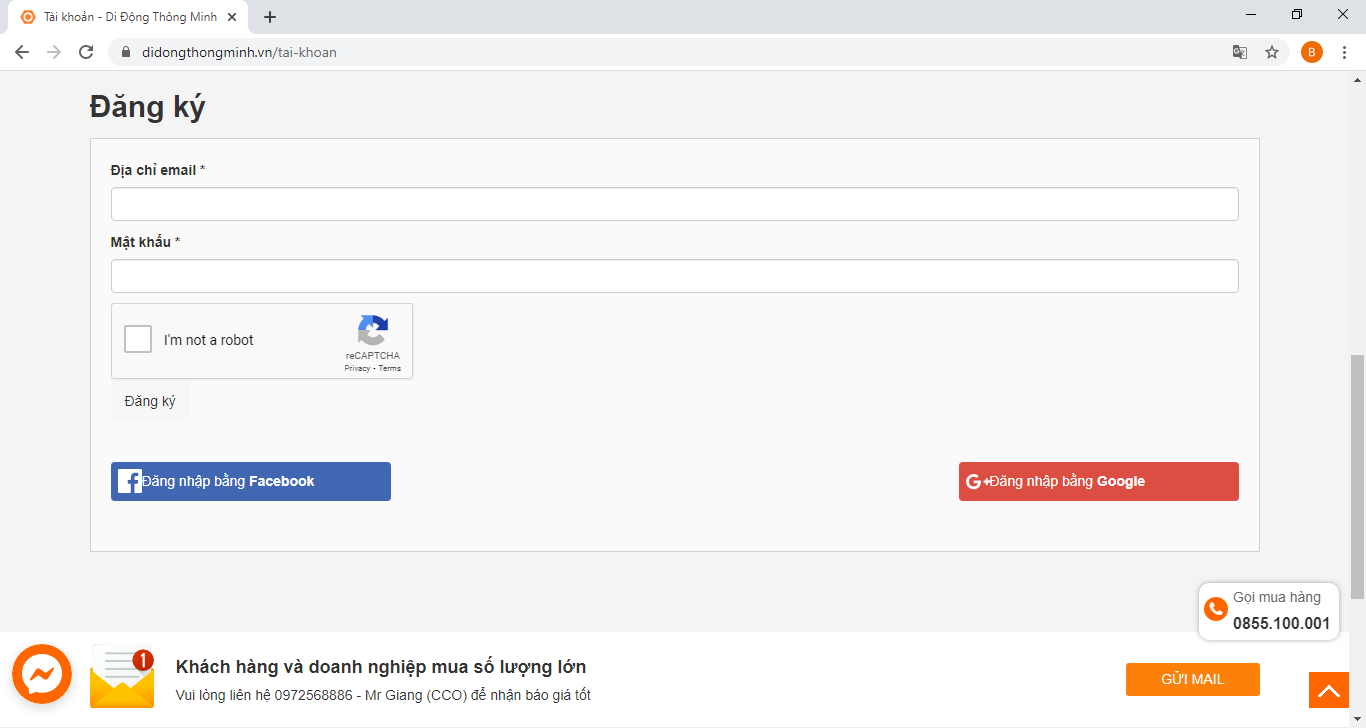 Tài khoản - Di Động Thông Minh
didongthongminh.vn/tai-khoan
B
Đăng ký
Địa chỉ email *
Mật khẩu *
I'm not a robot
reCAPTCHA
Privacy - Terms
Đăng ký
Đăng nhập bằng Facebook
G+Đăng nhập bằng Google
Gọi mua hàng
0855.100.001
1
Khách hàng và doanh nghiệp mua số lượng lớn
Vui lòng liên hệ 0972568886 - Mr Giang (CCO) để nhận báo giá tốt
GỬI MAIL